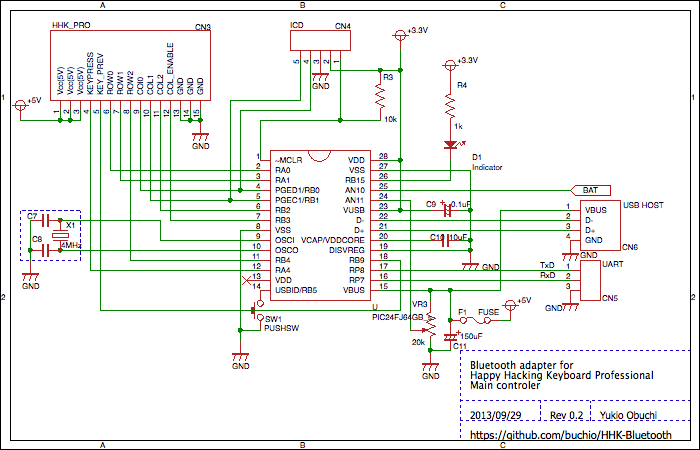 A
B
C
HHK_PRO
CN3
Vcc(5V)
Vcc(5V)
Vcc(5V)
KEYPRESS
KEY_PREV
ROW0
ROW1
ROW2
COl0
COL1
COL2
COL_ENABLE
GND
GND
GND
1
2
3
4
5
6
7
8
9
10
11
12
13
14
15
+5V
GND
ICD
CN4
5
4
3
2
1
GND
+3.3V
R3
10k
+3.3V
R4
1k
D1
Indicator
1
1
1 ~MCLR VDD 28
2 RA0 VSS 27
3 RA1 RB15 26
4 PGED1/RB0 AN10 25
5 PGEC1/RB1 AN11 24
6 RB2 VUSB 23
7 RB3 D- 22
8 VSS D+ 21
9 OSCI VCAP/VDDCORE 20
10 OSCO DISVREG 19
11 RB4 RB9 18
12 RA4 RP8 17
13 VDD RP7 16
14 USBID/RB5 VBUS 15
U
PIC24FJ64GB
BAT
C9
0.1uF
C10
10uF
GND
USB HOST
1 VBUS
2 D-
3 D+
4 GND
GND
CN6
UART
TxD 1
RxD 2
3
GND
CN5
C7
C8
X1
4MHz
GND
2
2
SW1
PUSHSW
GND
VR3
20k
GND
150uF
C11
F1
FUSE
+5V
Bluetooth adapter for
Happy Hacking Keyboard Professional
Main controler
2013/09/29
Rev 0.2
Yukio Obuchi
https://github.com/buchio/HHK-Bluetooth
A
B
C